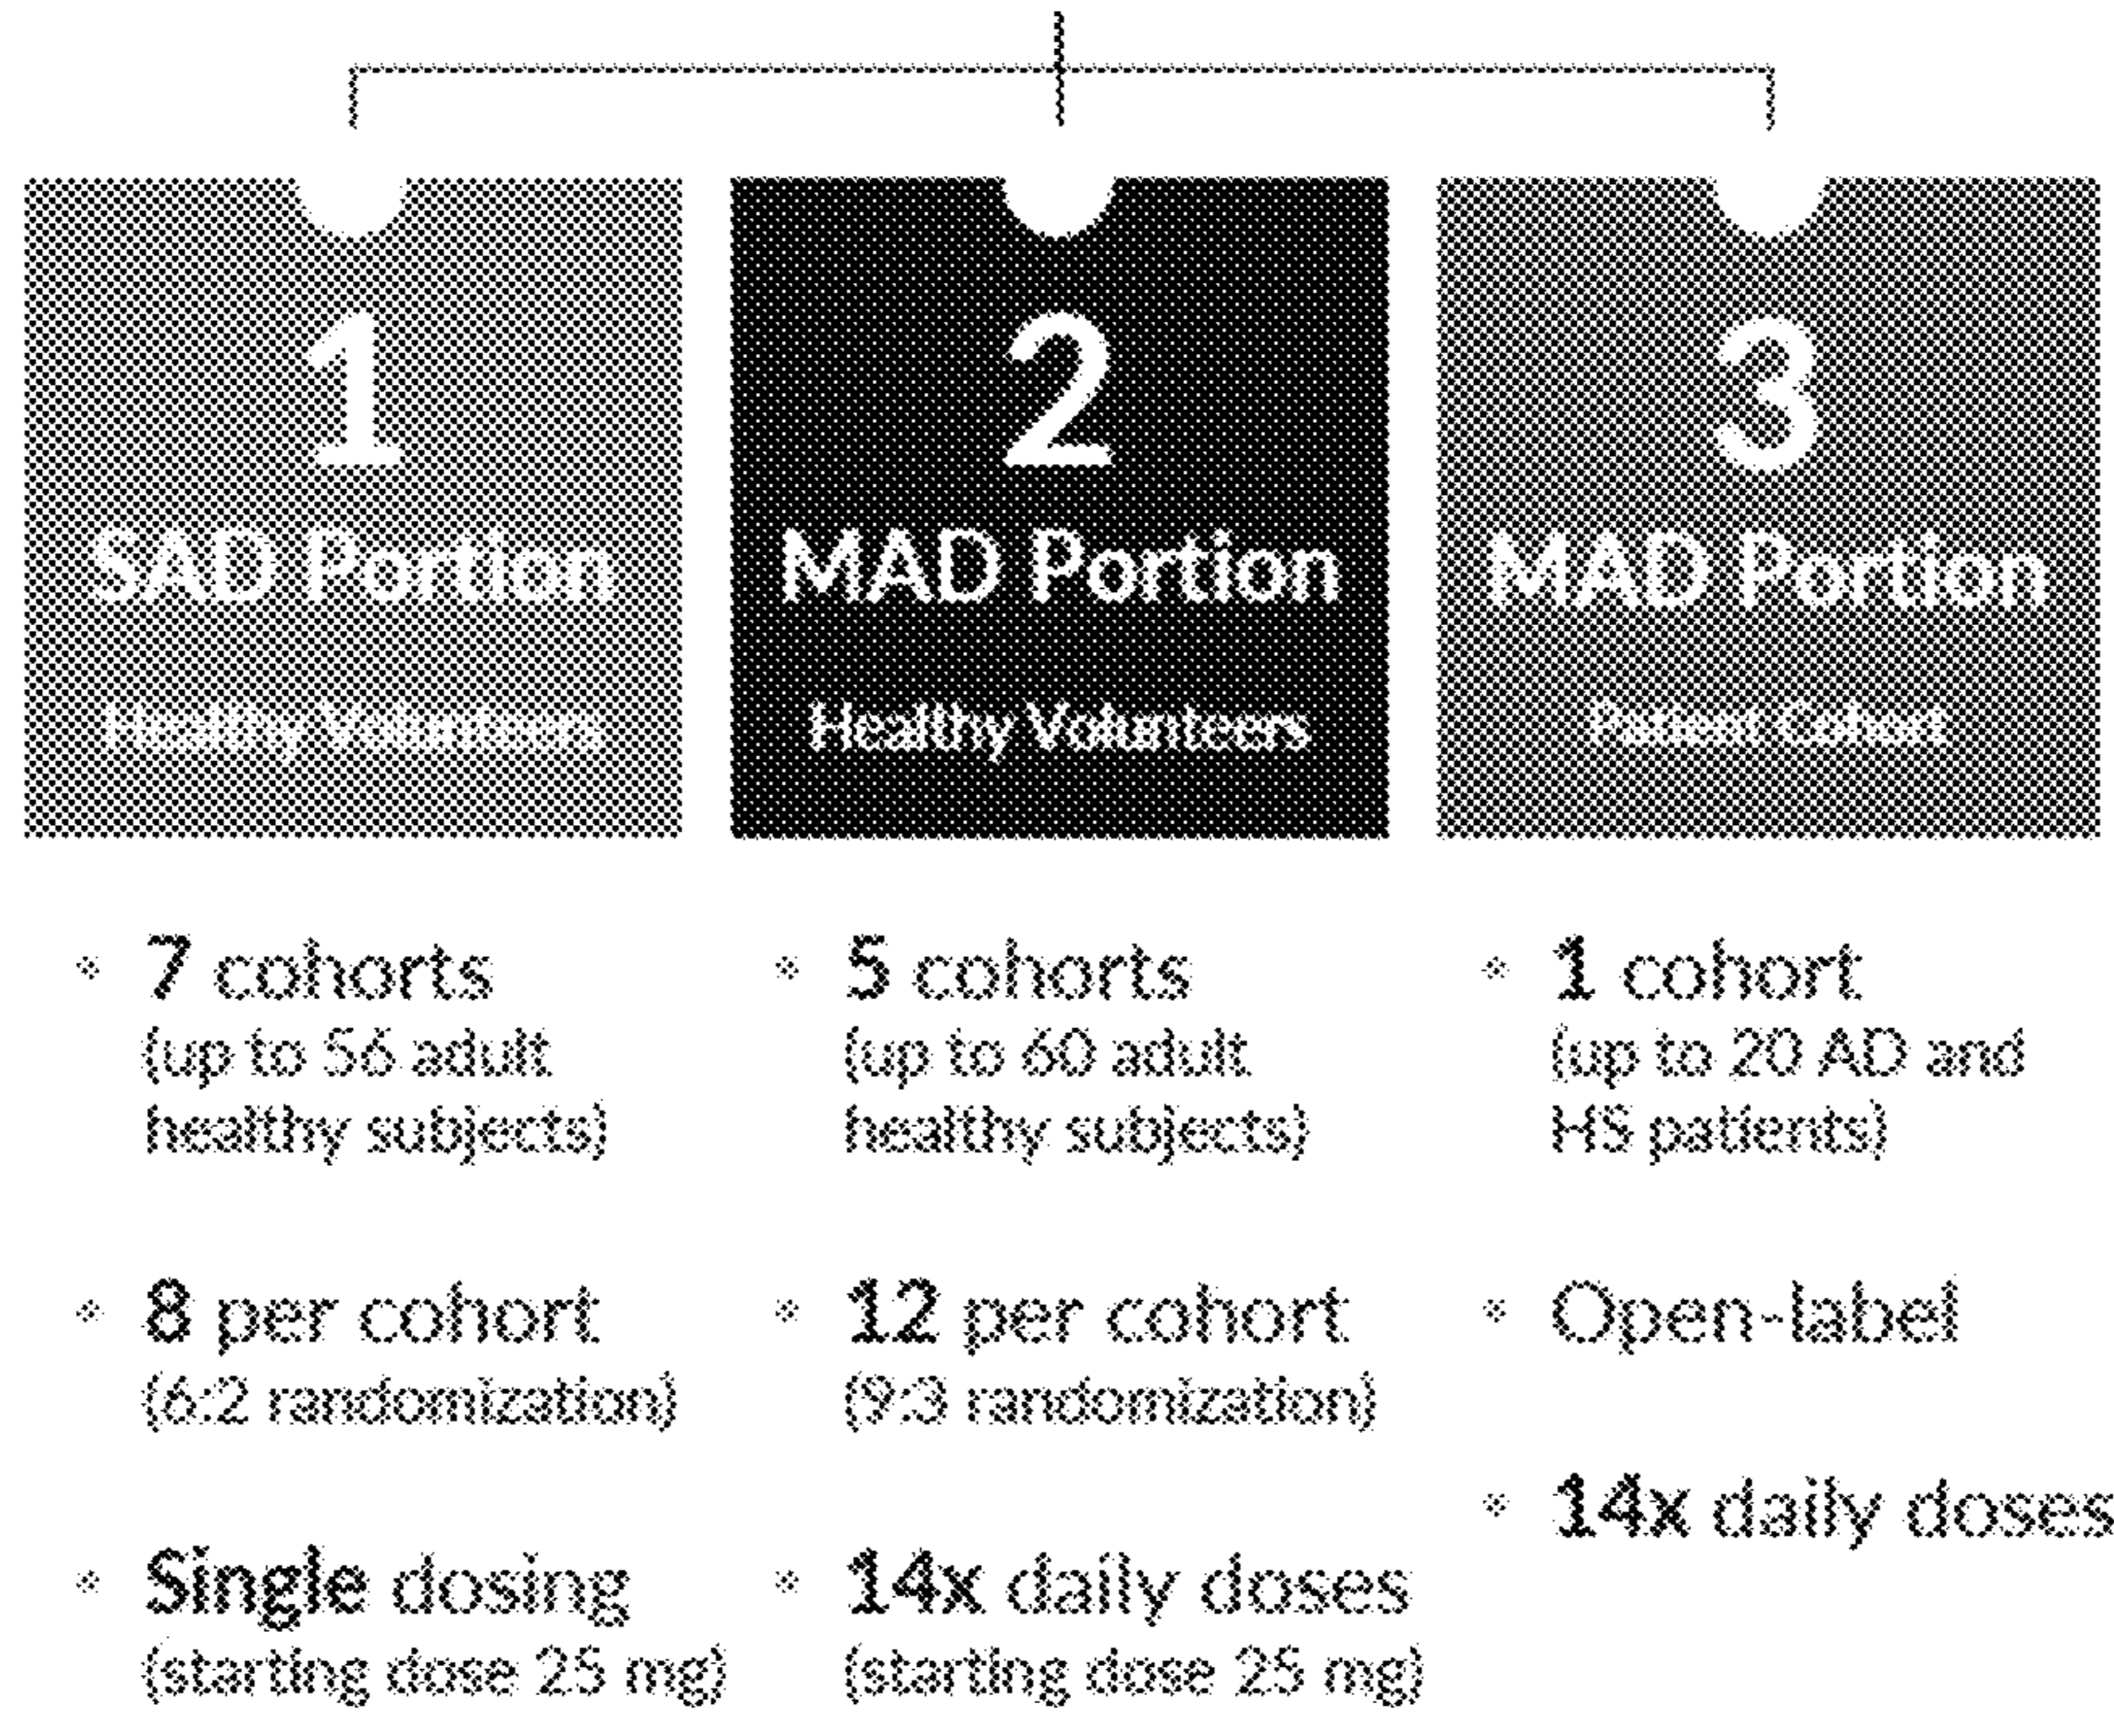 1
SAD Portion
Healthy Volunteers
7 cohorts
(up to 56 adult
healthy subjects)
8 per cohort
(6:2 randomization)
Single dosing
(starting dose 25 mg)
2
MAD Portion
Healthy Volunteers
5 cohorts
(up to 60 adult
healthy subjects)
12 per cohort
(9:3 randomization)
14x daily doses
(starting dose 25 mg)
3
MAD Portion
Patient Cohort
1 cohort
(up to 20 AD and
HS patients)
Open-label
14x daily doses